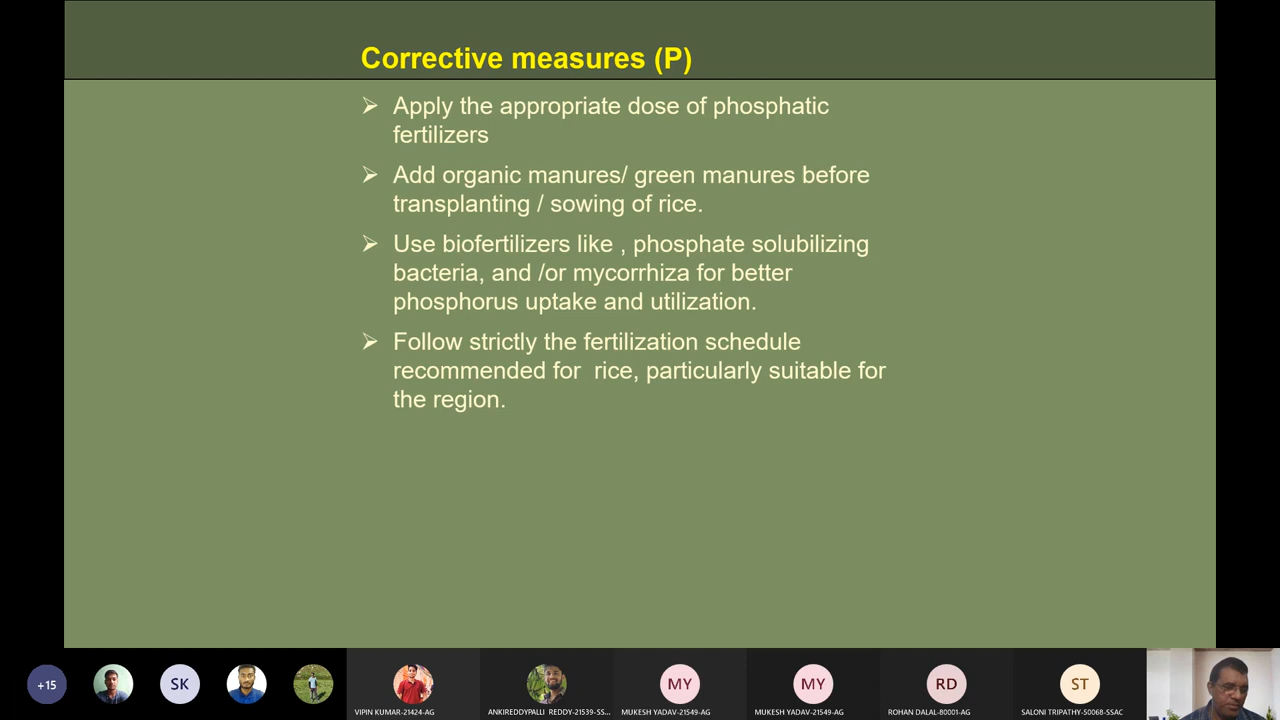 Corrective measures (P)
Apply the appropriate dose of phosphatic
fertilizers
Add organic manures/ green manures before
transplanting / sowing of rice.
Use biofertilizers like , phosphate solubilizing
bacteria, and /or mycorrhiza for better
phosphorus uptake and utilization.
Follow strictly the fertilization schedule
recommended for  rice, particularly suitable for
the region.
+15
SK
MY
MY
RD
ST
VIPIN KUMAR-21424-AG
ANKIREDDYPALLI REDDY-21539-SS...
MUKESH YADAV-21549-AG
MUKESH YADAV-21549-AG
ROHAN DALAL-80001-AG
SALONI TRIPATHY-50068-SSAC